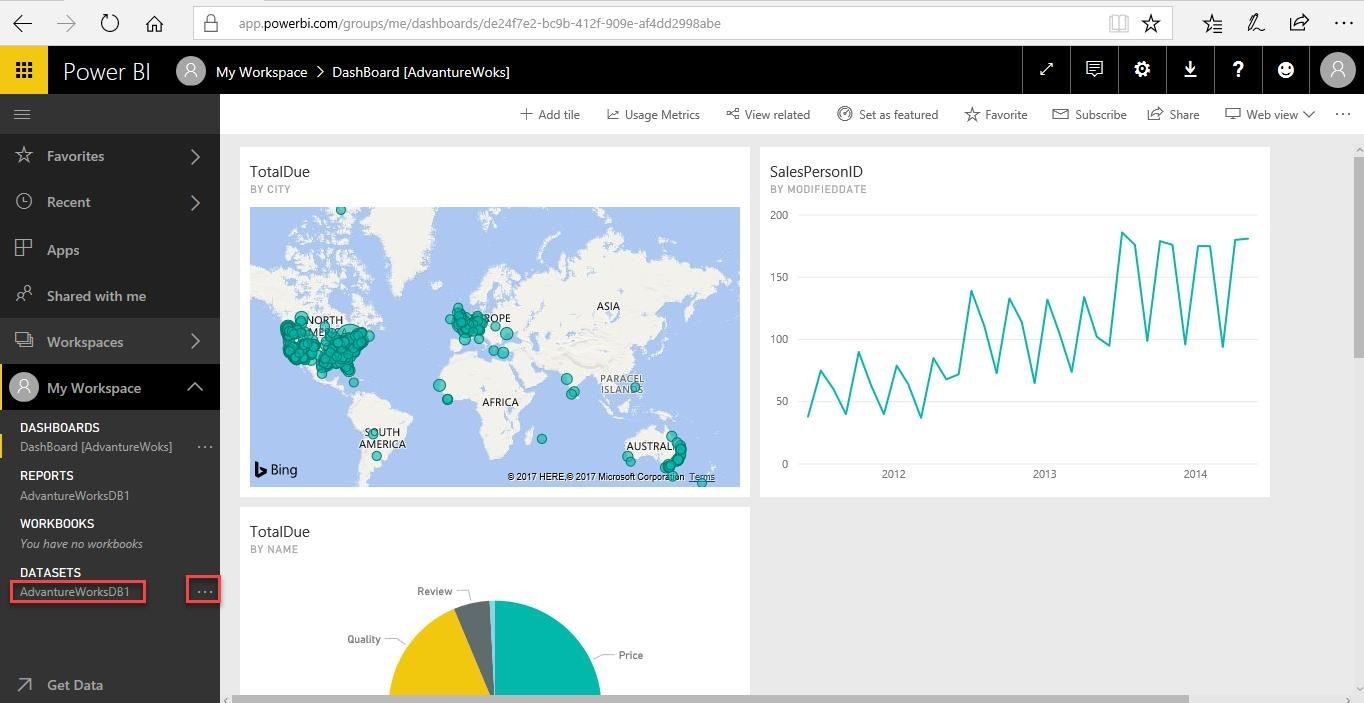 app.powerbi.com/groups/me/dashboards/de24f7e2-bc9b-412f-909e-af4dd2998abe
Power BI My Workspace > DashBoard [AdvantureWoks]
Add tile Usage Metrics View related Set as featured Favorite Subscribe Share Web view
Favorites
Recent
Apps
Shared with me
Workspaces
My Workspace
DASHBOARDS
DashBoard [AdvantureWoks]
REPORTS
AdvantureWorksDB1
WORKBOOKS
You have no workbooks
DATASETS
AdvantureWorksDB1
Get Data
TotalDue
BY CITY
NORTH
AMERICA
EUROPE
ASIA
PARACEL
ISLANDS
AFRICA
SOUTH
AMERICA
AUSTRALIA
Bing
© 2017 HERE,© 2017 Microsoft Corporation Terms
SalesPersonID
BY MODIFIEDDATE
200
150
100
50
0
2012 2013 2014
TotalDue
BY NAME
Review
Quality
Price